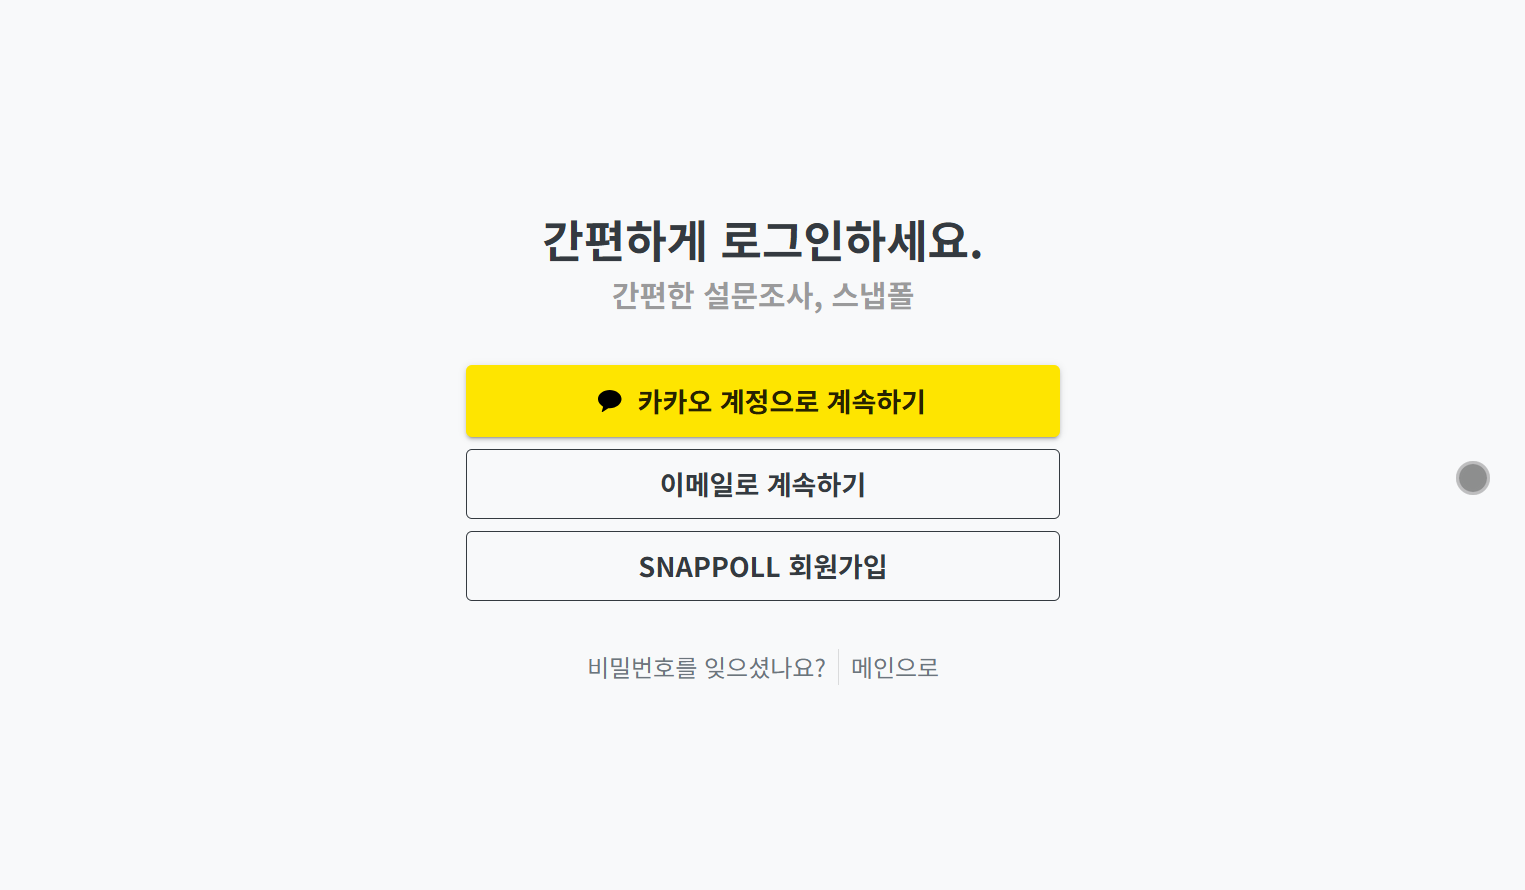 간편하게 로그인하세요.
간편한 설문조사, 스냅폴
카카오 계정으로 계속하기
이메일로 계속하기
SNAPPOLL 회원가입
비밀번호를 잊으셨나요? 메인으로